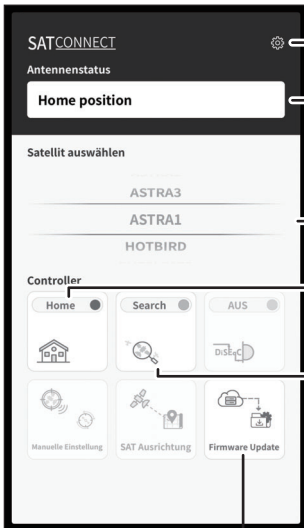 SATCONNECT
Antennenstatus
Home position
Satellit auswählen
ASTRA3
ASTRA1
HOTBIRD
Controller
Home
Search
AUS
DiSEqC
Manuelle Einstellung
SAT Ausrichtung
Firmware Update